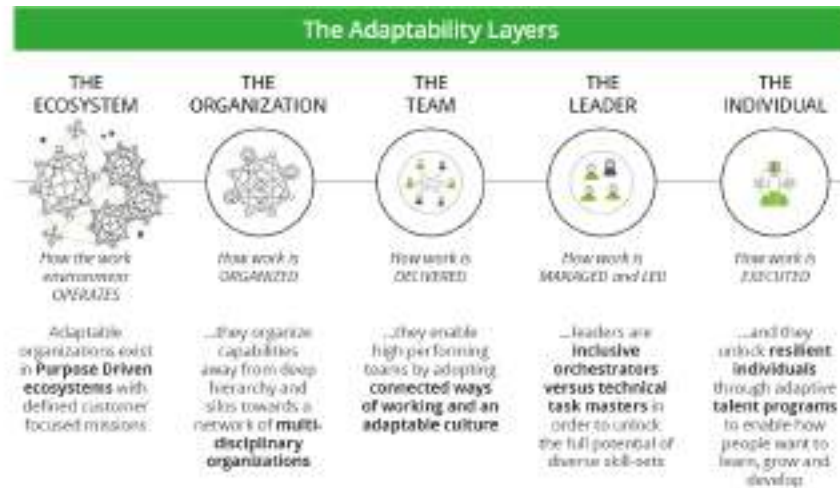 The Adaptability Layers
THE
ECOSYSTEM
How the work
environment
OPERATES
Adaptable
organizations exist
in Purpose Driven
ecosystems with
defined customer
focused missions
THE
ORGANIZATION
How work is
ORGANIZED
...they organize
capabilities
away from deep
hierarchy and
silos towards a
network of multi-
disciplinary
organizations
THE
TEAM
How work is
DELIVERED
...they enable
high performing
teams by adopting
connected ways
of working and an
adaptable culture
THE
LEADER
How work is
MANAGED and LED
...leaders are
inclusive
orchestrators
versus technical
task masters in
order to unlock
the full potential of
diverse skill-sets
THE
INDIVIDUAL
How work is
EXECUTED
...and they
unlock resilient
individuals
through adaptive
talent programs
to enable how
people want to
learn, grow and
develop